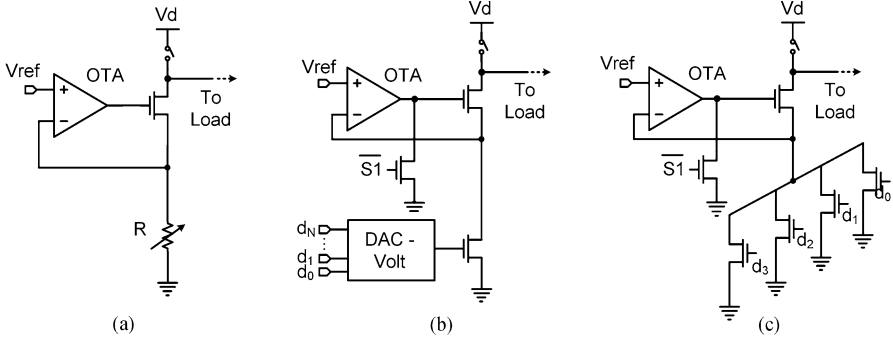 (a)
Vd
Vref
OTA
+
−
To
Load
R
(b)
Vd
Vref
OTA
+
−
To
Load
S1
dN
d1
d0
DAC -
Volt
(c)
Vd
Vref
OTA
+
−
To
Load
S1
d0
d1
d2
d3